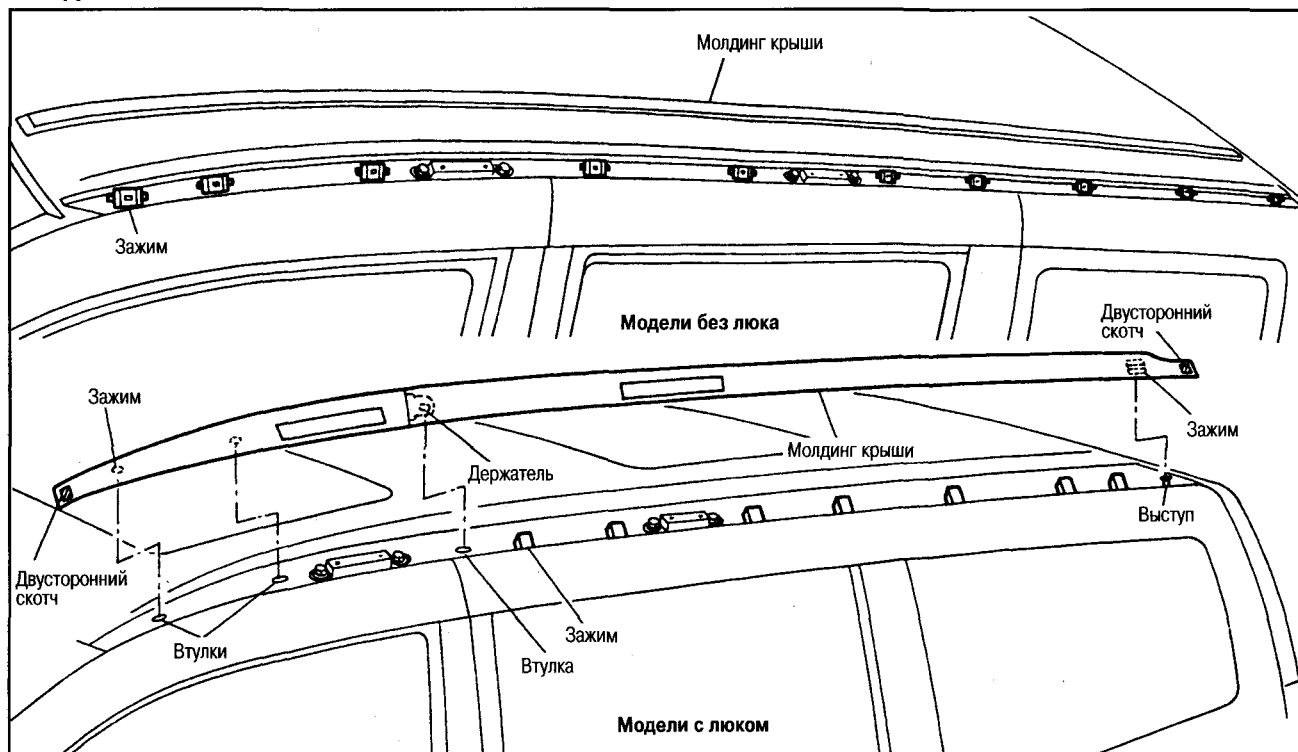 Молдинг крыши
Зажим
Модели без люка
Двусторонний
скотч
Зажим
Зажим
Молдинг крыши
Держатель
Выступ
Двусторонний
скотч
Зажим
Втулки
Втулка
Модели с люком